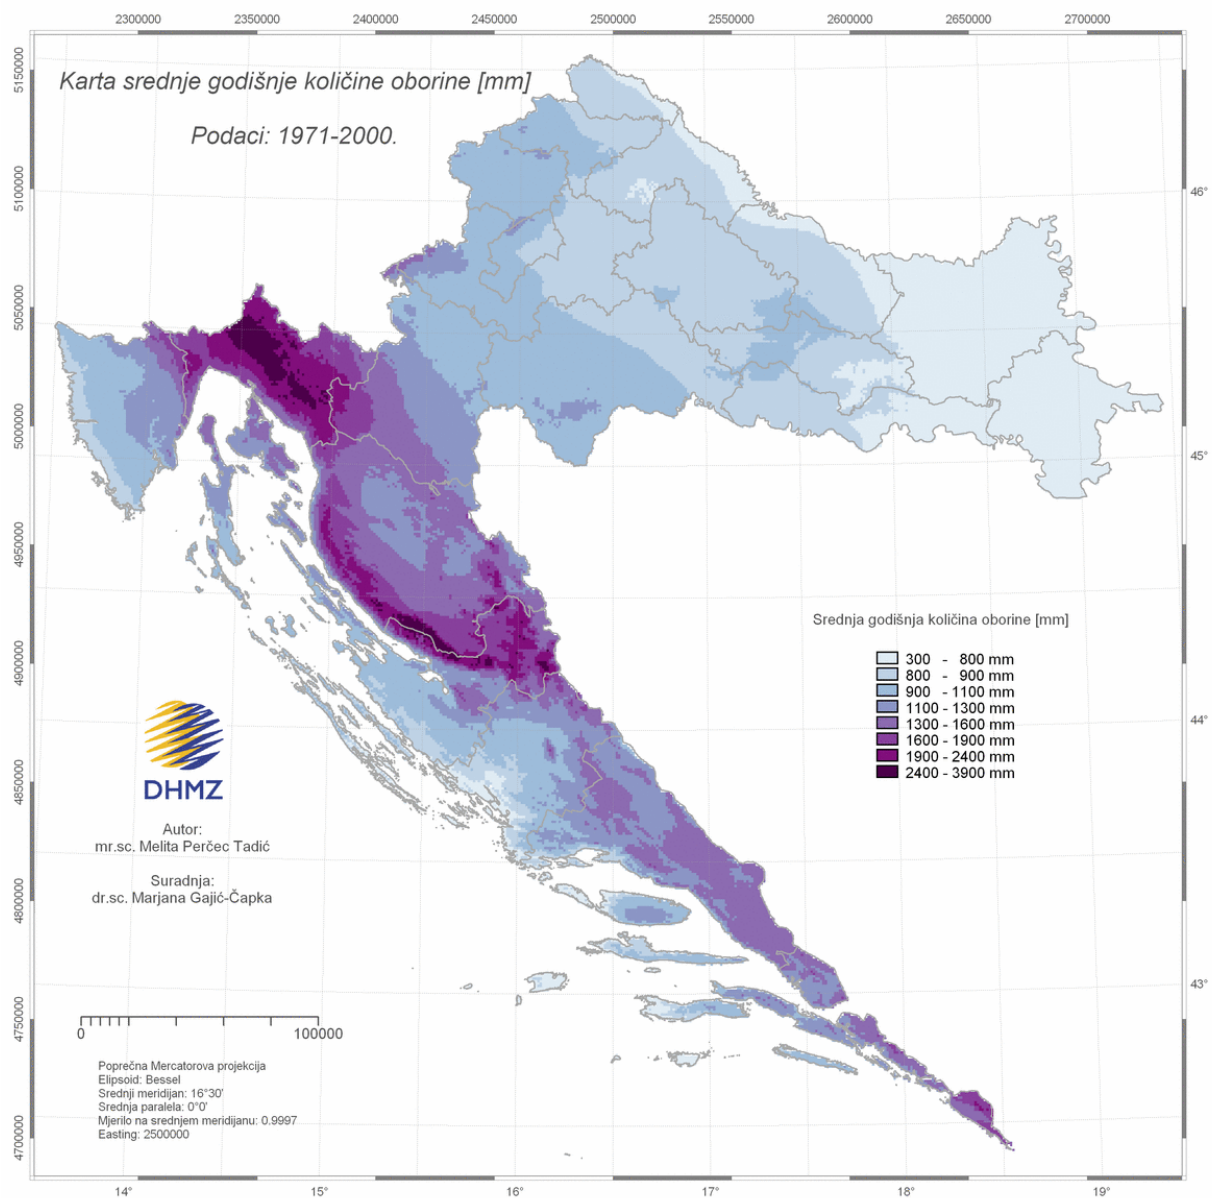 2300000 2350000 2400000 2450000 2500000 2550000 2600000 2650000 2700000
5150000
5100000
5050000
5000000
4950000
4900000
4850000
4800000
4750000
4700000
Karta srednje godišnje količine oborine [mm]
Podaci: 1971-2000.
46°
45°
44°
43°
Srednja godišnja količina oborine [mm]
300 - 800 mm
800 - 900 mm
900 - 1100 mm
1100 - 1300 mm
1300 - 1600 mm
1600 - 1900 mm
1900 - 2400 mm
2400 - 3900 mm
DHMZ
Autor:
mr.sc. Melita Perčec Tadić
Suradnja:
dr.sc. Marjana Gajić-Čapka
0 100000
Poprečna Mercatorova projekcija
Elipsoid: Bessel
Srednji meridijan: 16°30'
Srednja paralela: 0°0'
Mjerilo na srednjem meridijanu: 0.9997
Easting: 2500000
14° 15° 16° 17° 18° 19°